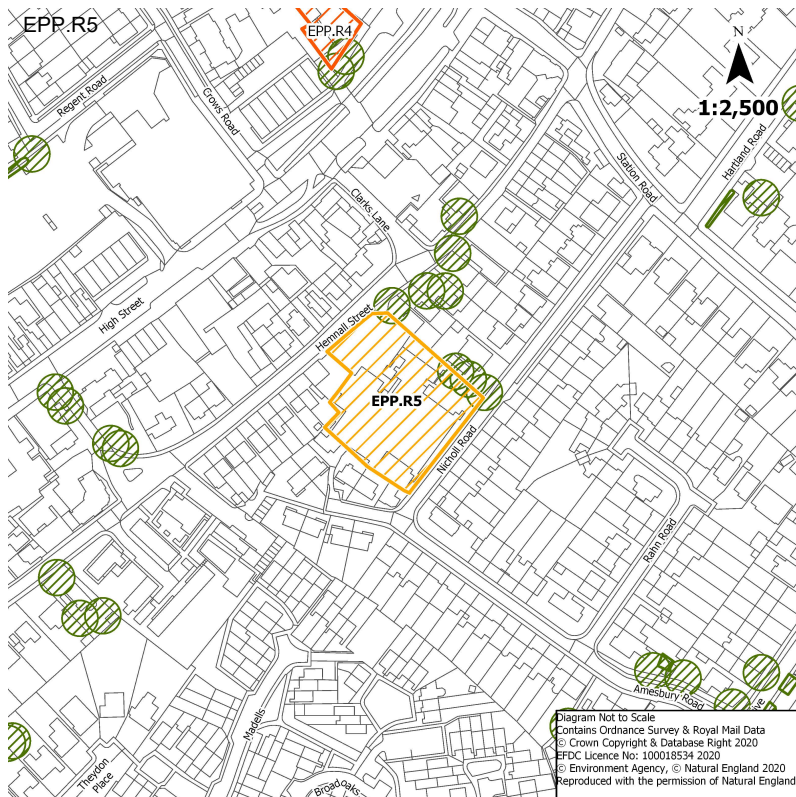 EPP.R5
EPP.R4
N
1:2,500
Regent Road
Crows Road
Hartland Road
Station Road
Clarks Lane
High Street
Hemnall Street
EPP.R5
Nicholl Road
Rahn Road
Amesbury Road
ive
Madells
Theydon
Place
Broadoaks
Diagram Not to Scale
Contains Ordnance Survey & Royal Mail Data
© Crown Copyright & Database Right 2020
EFDC Licence No: 100018534 2020
© Environment Agency, © Natural England 2020
Reproduced with the permission of Natural England